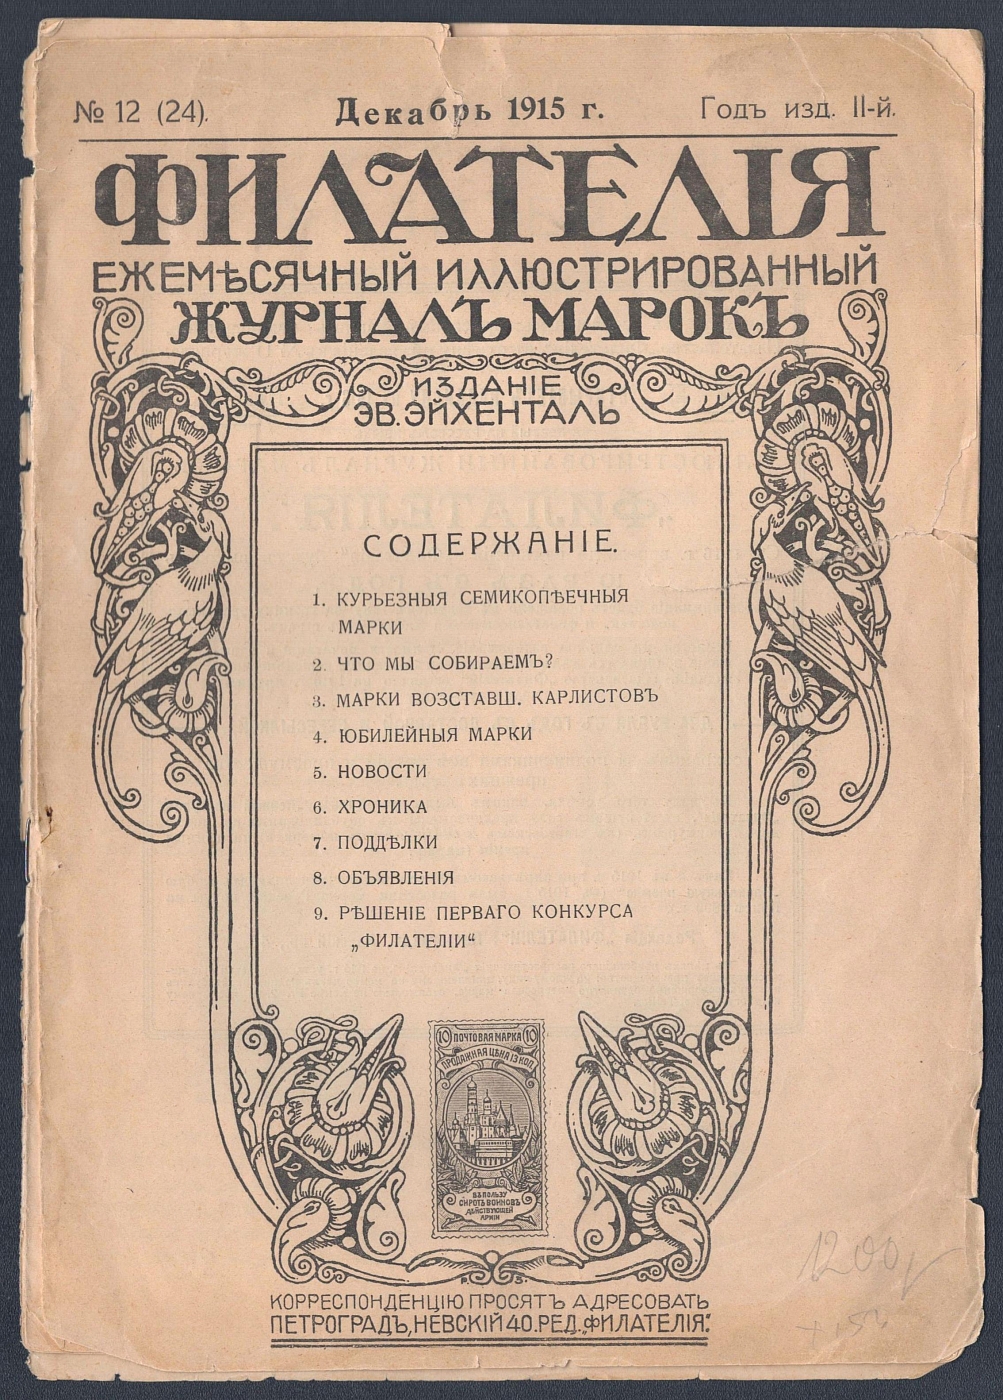 № 12 (24).
Декабрь 1915 г.
Годъ изд. II-й.
ФИЛАТЕЛІЯ
ЕЖЕМѢСЯЧНЫЙ ИЛЛЮСТРИРОВАННЫЙ
ЖУРНАЛЪ МАРОКЪ
ИЗДАНІЕ
ЭВ. ЭЙХЕНТАЛЬ
СОДЕРЖАНІЕ.
1. КУРЬЕЗНЫЯ СЕМИКОПѢЕЧНЫЯ
МАРКИ
2. ЧТО МЫ СОБИРАЕМЪ?
3. МАРКИ ВОЗСТАВШ. КАРЛИСТОВЪ
4. ЮБИЛЕЙНЫЯ МАРКИ
5. НОВОСТИ
6. ХРОНИКА
7. ПОДДѢЛКИ
8. ОБЪЯВЛЕНІЯ
9. РѢШЕНІЕ ПЕРВАГО КОНКУРСА
„ФИЛАТЕЛІИ“
10 ПОЧТОВАЯ МАРКА 10
ПРОДАЖНАЯ ЦѢНА 13 КОП
ВЪ ПОЛЬЗУ
СИРОТЪ ВОИНОВЪ
ДѢЙСТВУЮЩЕЙ
АРМІИ
КОРРЕСПОНДЕНЦІЮ ПРОСЯТЪ АДРЕСОВАТЬ
ПЕТРОГРАДЪ, НЕВСКІЙ 40. РЕД. „ФИЛАТЕЛІЯ“.
1200р